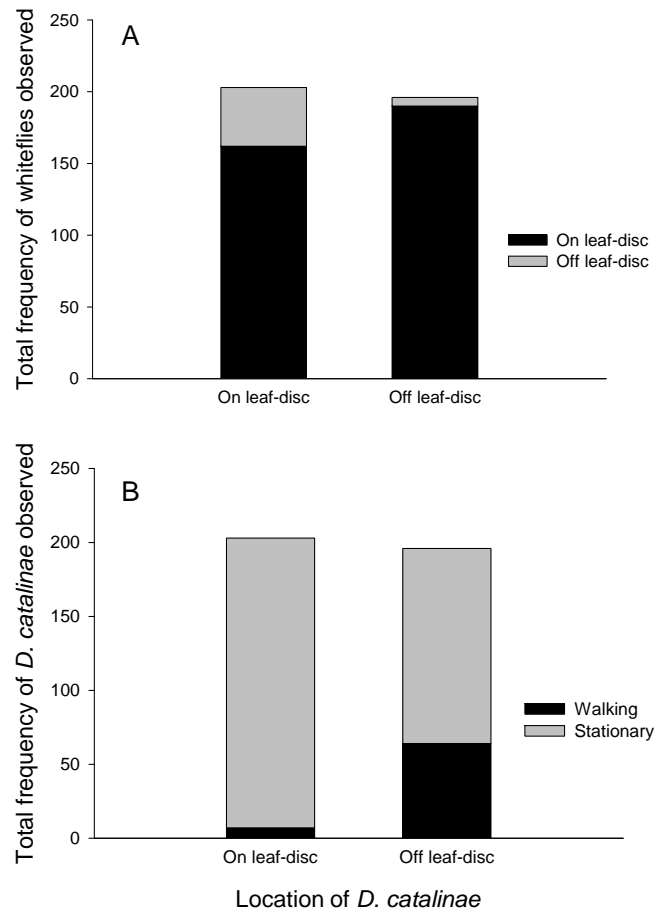 A
Total frequency of whiteflies observed
250
200
150
100
50
0
On leaf-disc
Off leaf-disc
On leaf-disc
Off leaf-disc
B
Total frequency of D. catalinae observed
250
200
150
100
50
0
Walking
Stationary
On leaf-disc
Off leaf-disc
Location of D. catalinae